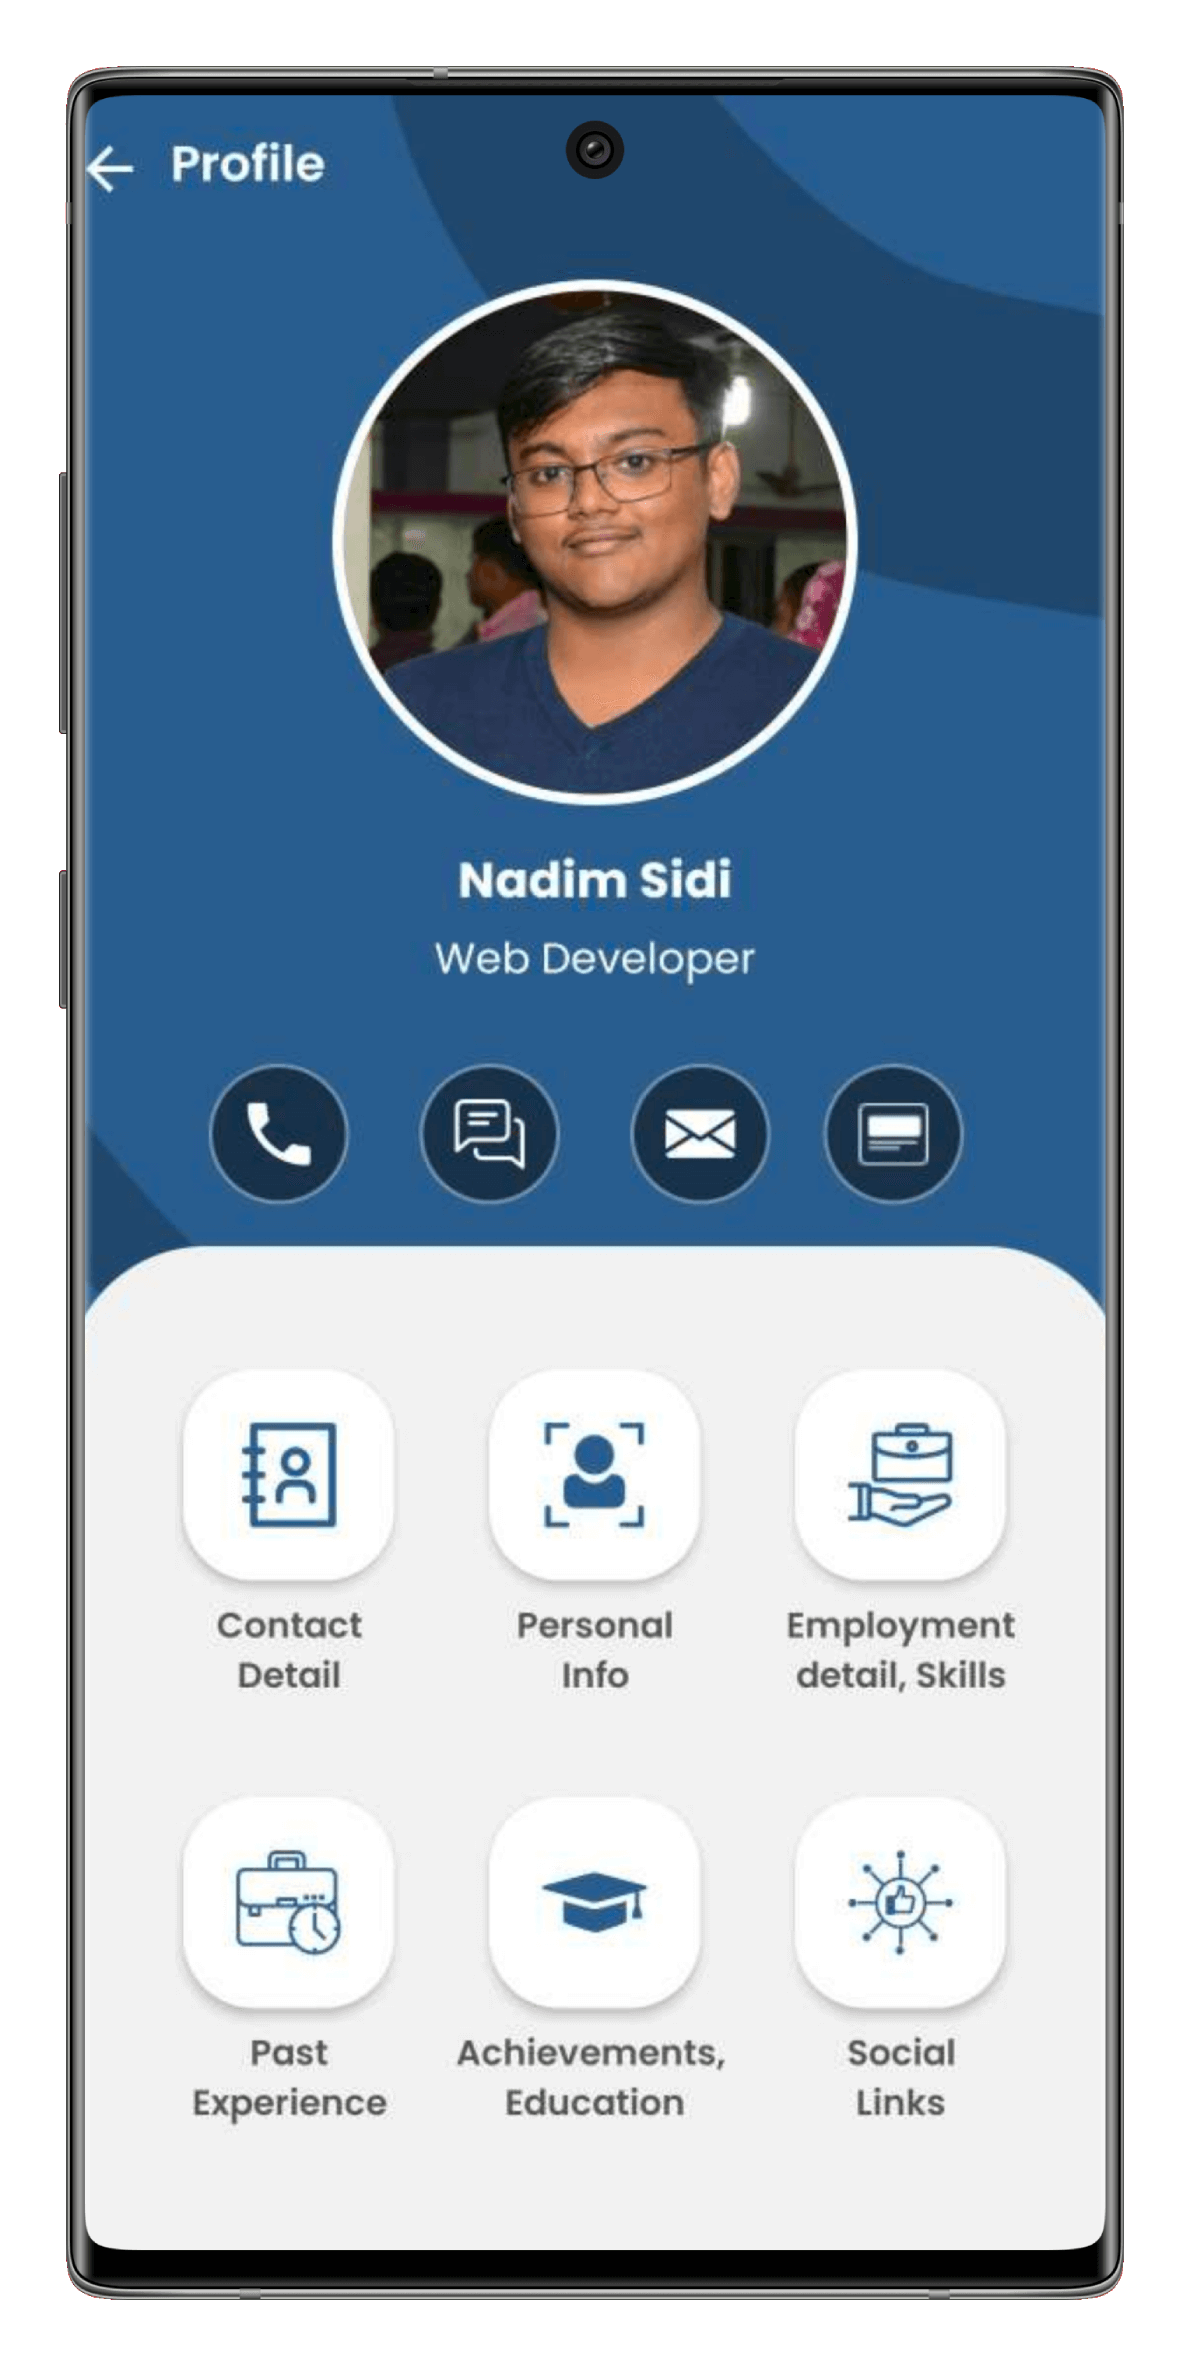 Profile
Nadim Sidi
Web Developer
Contact
Detail
Personal
Info
Employment
detail, Skills
Past
Experience
Achievements,
Education
Social
Links